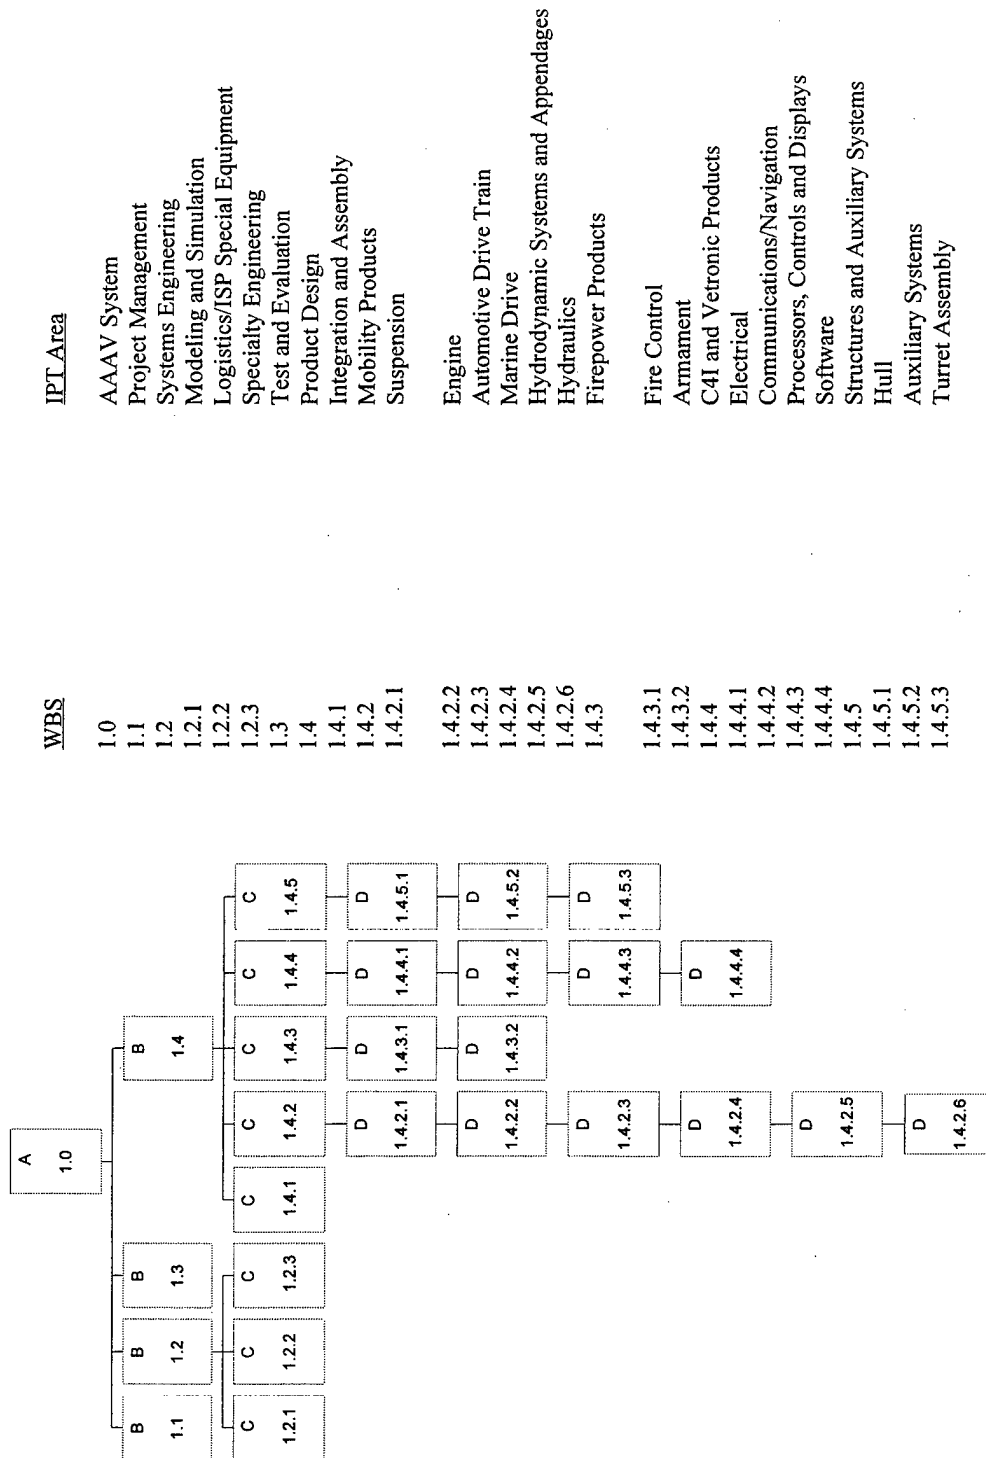 A
1.0
B
1.1
B
1.2
B
1.3
B
1.4
C
1.2.1
C
1.2.2
C
1.2.3
C
1.4.1
C
1.4.2
C
1.4.3
C
1.4.4
C
1.4.5
D
1.4.2.1
D
1.4.3.1
D
1.4.4.1
D
1.4.5.1
D
1.4.2.2
D
1.4.3.2
D
1.4.4.2
D
1.4.5.2
D
1.4.2.3
D
1.4.4.3
D
1.4.5.3
D
1.4.2.4
D
1.4.4.4
D
1.4.2.5
D
1.4.2.6
WBS IPT Area
1.0 AAAV System
1.1 Project Management
1.2 Systems Engineering
1.2.1 Modeling and Simulation
1.2.2 Logistics/ISP Special Equipment
1.2.3 Specialty Engineering
1.3 Test and Evaluation
1.4 Product Design
1.4.1 Integration and Assembly
1.4.2 Mobility Products
1.4.2.1 Suspension
1.4.2.2 Engine
1.4.2.3 Automotive Drive Train
1.4.2.4 Marine Drive
1.4.2.5 Hydrodynamic Systems and Appendages
1.4.2.6 Hydraulics
1.4.3 Firepower Products
1.4.3.1 Fire Control
1.4.3.2 Armament
1.4.4 C4I and Vetronic Products
1.4.4.1 Electrical
1.4.4.2 Communications/Navigation
1.4.4.3 Processors, Controls and Displays
1.4.4.4 Software
1.4.5 Structures and Auxiliary Systems
1.4.5.1 Hull
1.4.5.2 Auxiliary Systems
1.4.5.3 Turret Assembly